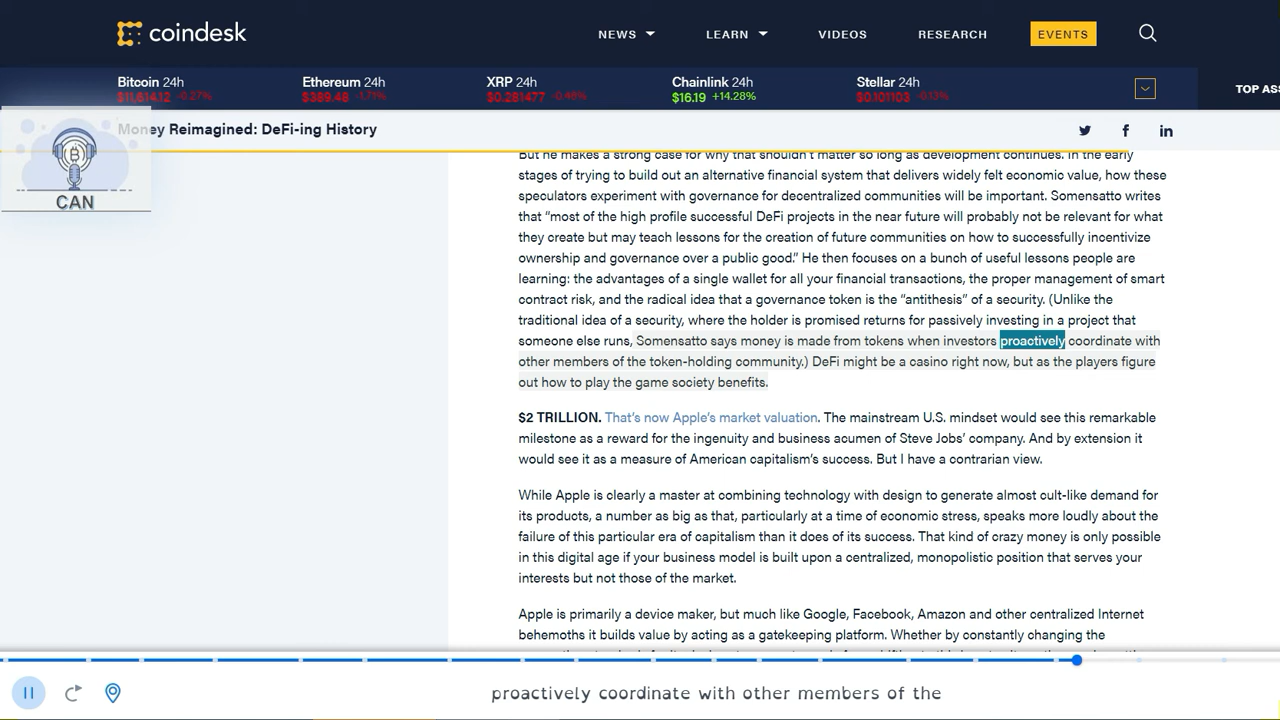 coindesk
NEWS
LEARN
VIDEOS
RESEARCH
EVENTS
Bitcoin 24h
$11,614.12 -0.27%
Ethereum 24h
$389.48 -1.71%
XRP 24h
$0.281477 -0.48%
Chainlink 24h
$16.19 +14.28%
Stellar 24h
$0.101103 -0.13%
TOP ASS
Money Reimagined: DeFi-ing History
CAN
But he makes a strong case for why that shouldn't matter so long as development continues. In the early
stages of trying to build out an alternative financial system that delivers widely felt economic value, how these
speculators experiment with governance for decentralized communities will be important. Somensatto writes
that “most of the high profile successful DeFi projects in the near future will probably not be relevant for what
they create but may teach lessons for the creation of future communities on how to successfully incentivize
ownership and governance over a public good.” He then focuses on a bunch of useful lessons people are
learning: the advantages of a single wallet for all your financial transactions, the proper management of smart
contract risk, and the radical idea that a governance token is the “antithesis” of a security. (Unlike the
traditional idea of a security, where the holder is promised returns for passively investing in a project that
someone else runs, Somensatto says money is made from tokens when investors proactively coordinate with
other members of the token-holding community.) DeFi might be a casino right now, but as the players figure
out how to play the game society benefits.
$2 TRILLION. That's now Apple's market valuation. The mainstream U.S. mindset would see this remarkable
milestone as a reward for the ingenuity and business acumen of Steve Jobs' company. And by extension it
would see it as a measure of American capitalism's success. But I have a contrarian view.
While Apple is clearly a master at combining technology with design to generate almost cult-like demand for
its products, a number as big as that, particularly at a time of economic stress, speaks more loudly about the
failure of this particular era of capitalism than it does of its success. That kind of crazy money is only possible
in this digital age if your business model is built upon a centralized, monopolistic position that serves your
interests but not those of the market.
Apple is primarily a device maker, but much like Google, Facebook, Amazon and other centralized Internet
behemoths it builds value by acting as a gatekeeping platform. Whether by constantly changing the
proactively coordinate with other members of the